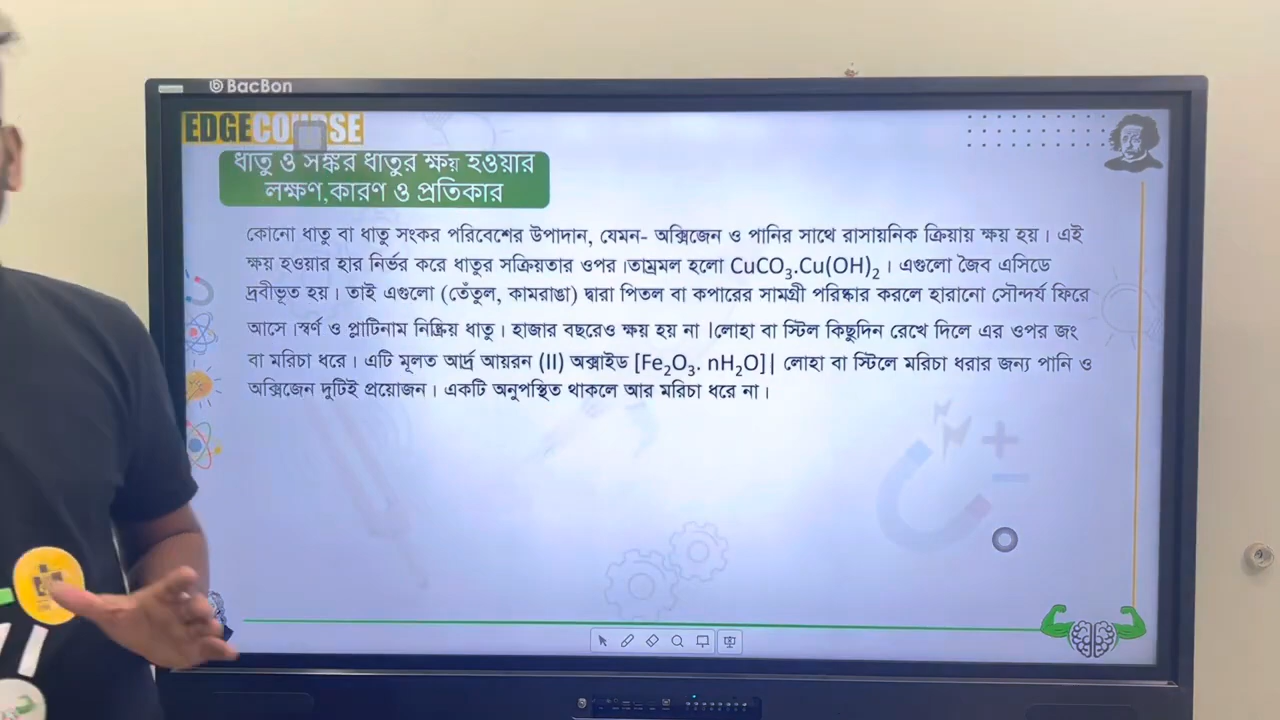 BacBon
EDGECOURSE
ধাতু ও সঙ্কর ধাতুর ক্ষয় হওয়ার
লক্ষণ,কারণ ও প্রতিকার
কোনো ধাতু বা ধাতু সংকর পরিবেশের উপাদান, যেমন- অক্সিজেন ও পানির সাথে রাসায়নিক ক্রিয়ায় ক্ষয় হয়। এই
ক্ষয় হওয়ার হার নির্ভর করে ধাতুর সক্রিয়তার ওপর।তাম্রমল হলো CuCO₃.Cu(OH)₂। এগুলো জৈব এসিডে
দ্রবীভূত হয়। তাই এগুলো (তেঁতুল, কামরাঙা) দ্বারা পিতল বা কপারের সামগ্রী পরিষ্কার করলে হারানো সৌন্দর্য ফিরে
আসে।স্বর্ণ ও প্লাটিনাম নিষ্ক্রিয় ধাতু। হাজার বছরেও ক্ষয় হয় না।লোহা বা স্টিল কিছুদিন রেখে দিলে এর ওপর জং
বা মরিচা ধরে। এটি মূলত আর্দ্র আয়রন (II) অক্সাইড [Fe₂O₃. nH₂O]| লোহা বা স্টিলে মরিচা ধরার জন্য পানি ও
অক্সিজেন দুটিই প্রয়োজন। একটি অনুপস্থিত থাকলে আর মরিচা ধরে না।